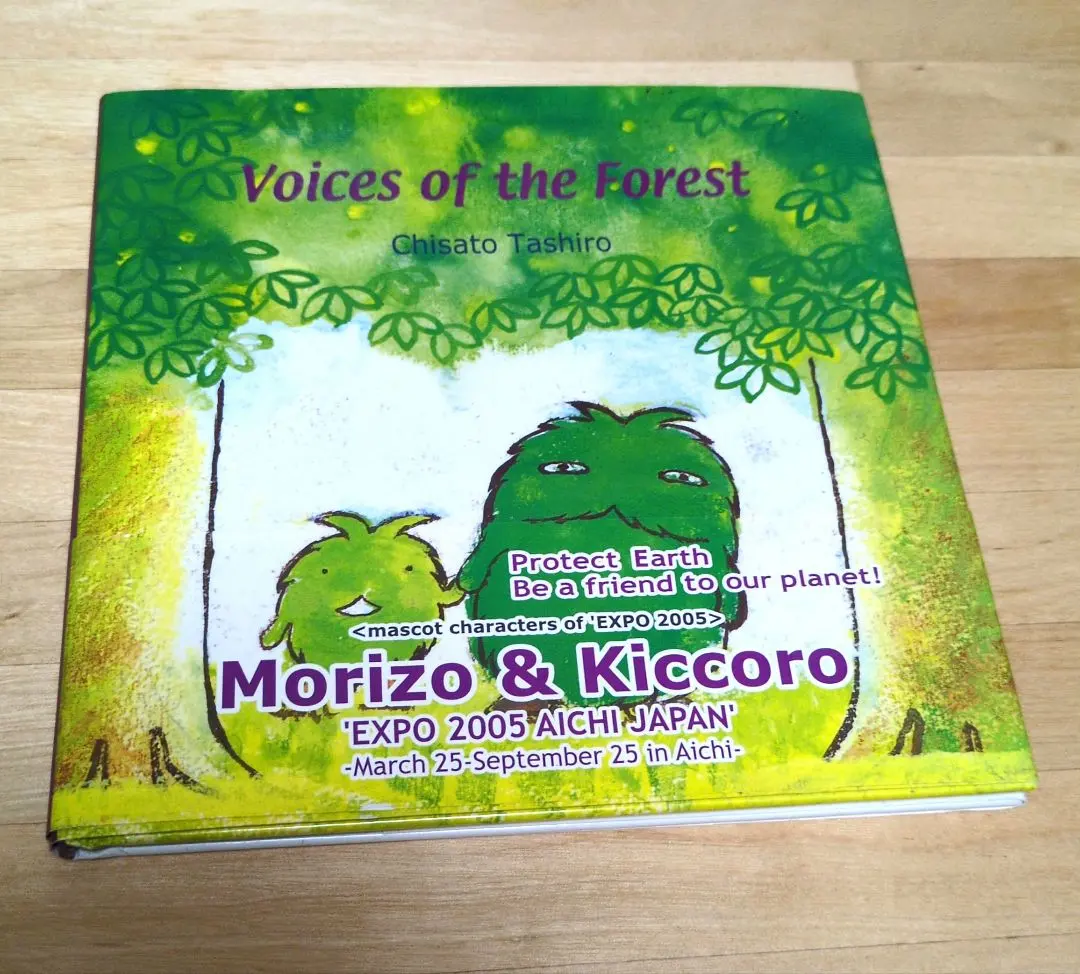 Voices of the Forest
Chisato Tashiro
Protect Earth
Be a friend to our planet!
<mascot characters of 'EXPO 2005>
Morizo & Kiccoro
'EXPO 2005 AICHI JAPAN'
-March 25-September 25 in Aichi-